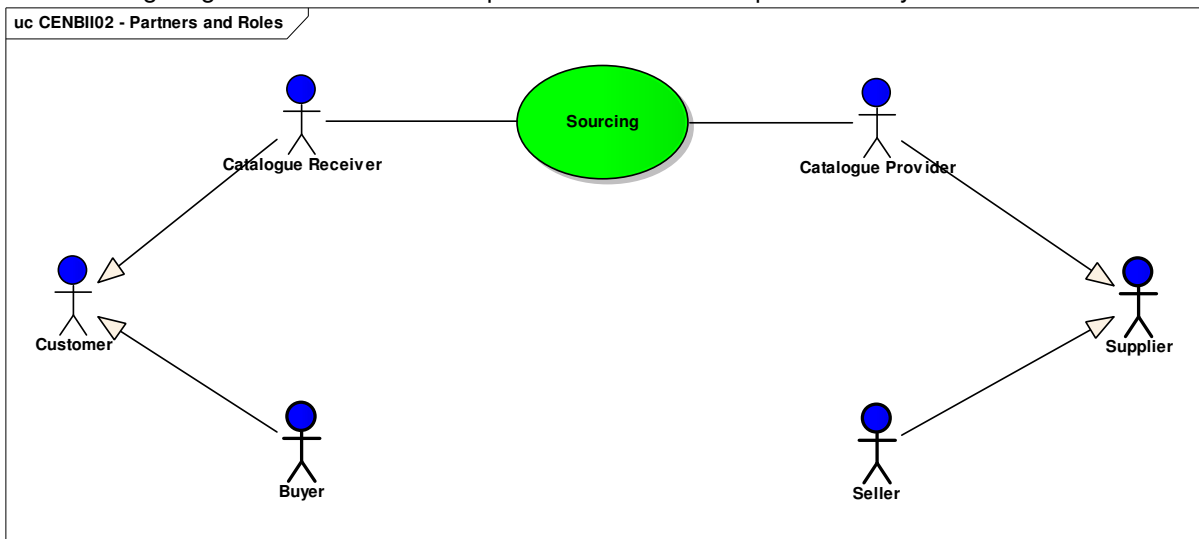 uc CENBII02 - Partners and Roles
Sourcing
Catalogue Receiver
Catalogue Provider
Customer
Supplier
Buyer
Seller